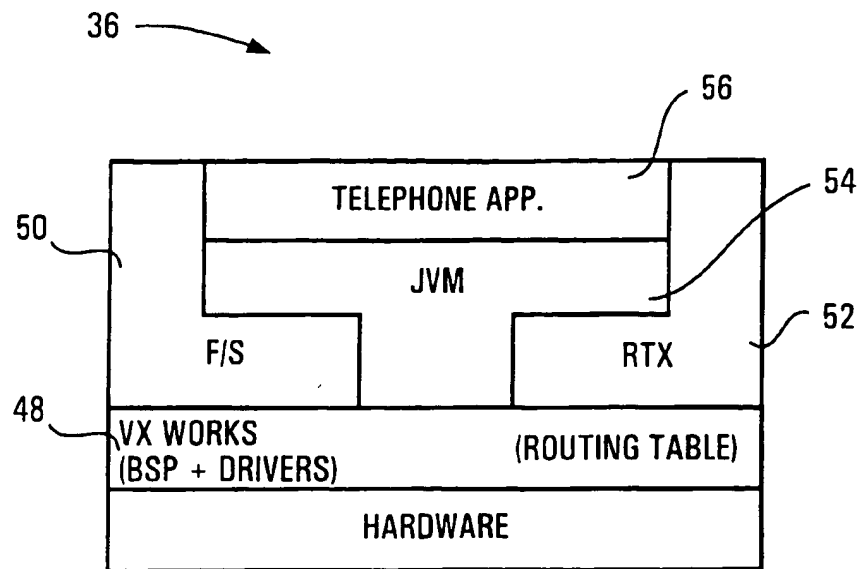 36
56
TELEPHONE APP.
54
50
JVM
52
F/S
RTX
48
VX WORKS
(BSP + DRIVERS)
(ROUTING TABLE)
HARDWARE